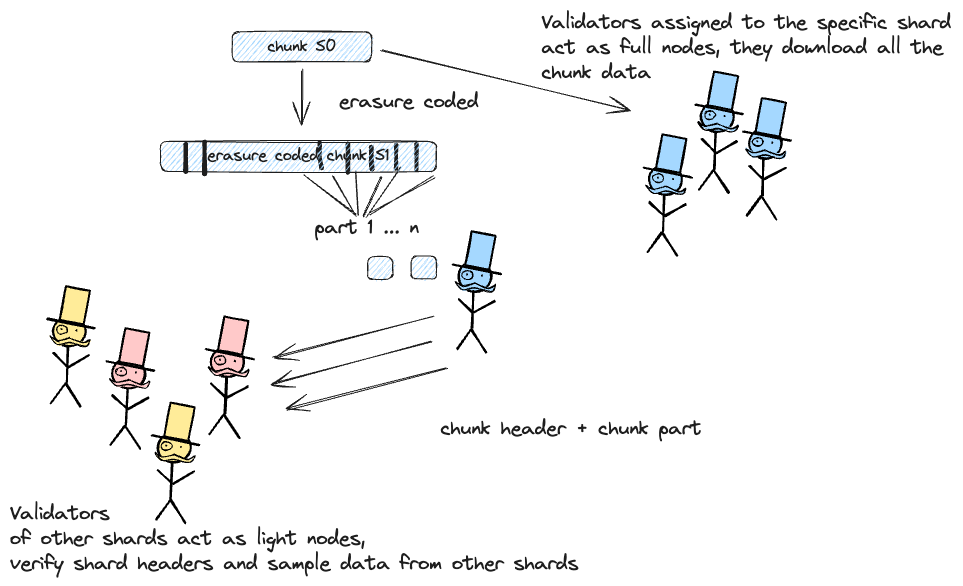 Validators assigned to the specific shard
act as full nodes, they download all the
chunk data
chunk S0
erasure coded
erasure coded chunk S1
part 1 ... n
chunk header + chunk part
Validators
of other shards act as light nodes,
verify shard headers and sample data from other shards